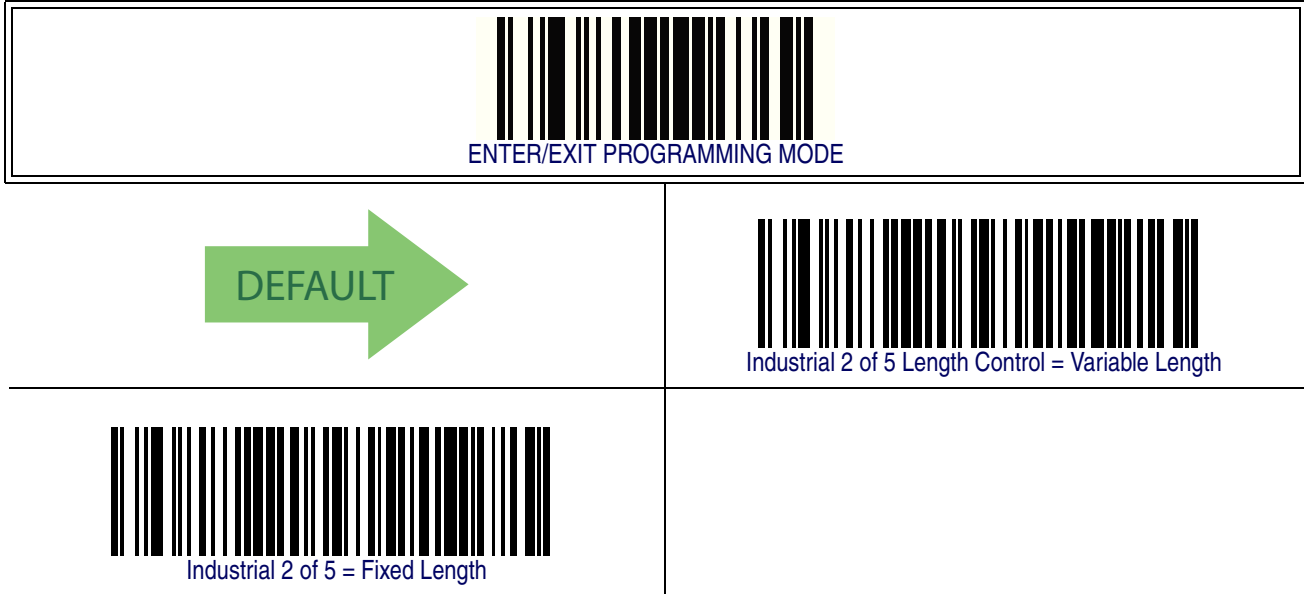 ENTER/EXIT PROGRAMMING MODE
DEFAULT
Industrial 2 of 5 Length Control = Variable Length
Industrial 2 of 5 = Fixed Length